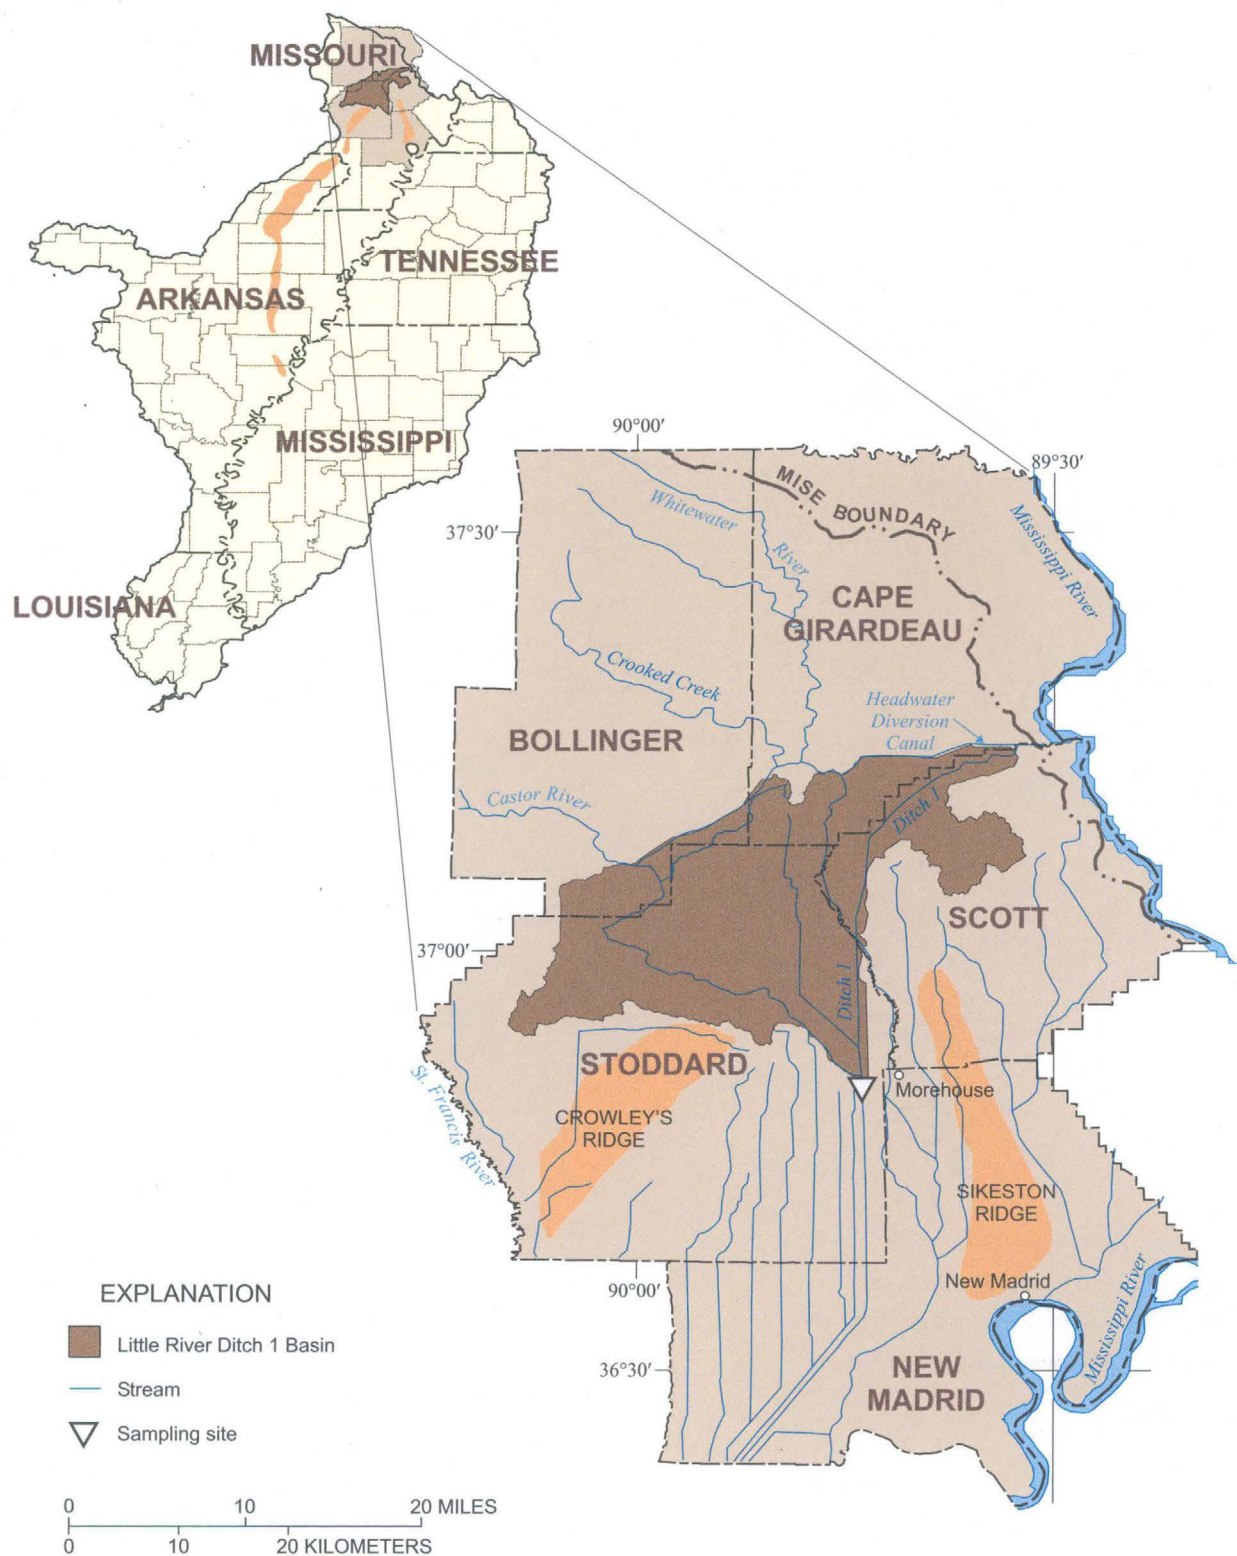 MISSOURI
TENNESSEE
ARKANSAS
MISSISSIPPI
LOUISIANA
90°00′
89°30′
37°30′
Whitewater
River
MISE BOUNDARY
Mississippi River
CAPE
GIRARDEAU
Crooked Creek
Headwater
Diversion
Canal
BOLLINGER
Castor River
Ditch 1
SCOTT
37°00′
Ditch 1
STODDARD
St. Francis River
Morehouse
CROWLEY'S
RIDGE
SIKESTON
RIDGE
New Madrid
90°00′
Mississippi River
36°30′
NEW
MADRID
EXPLANATION
Little River Ditch 1 Basin
Stream
Sampling site
0 10 20 MILES
0 10 20 KILOMETERS